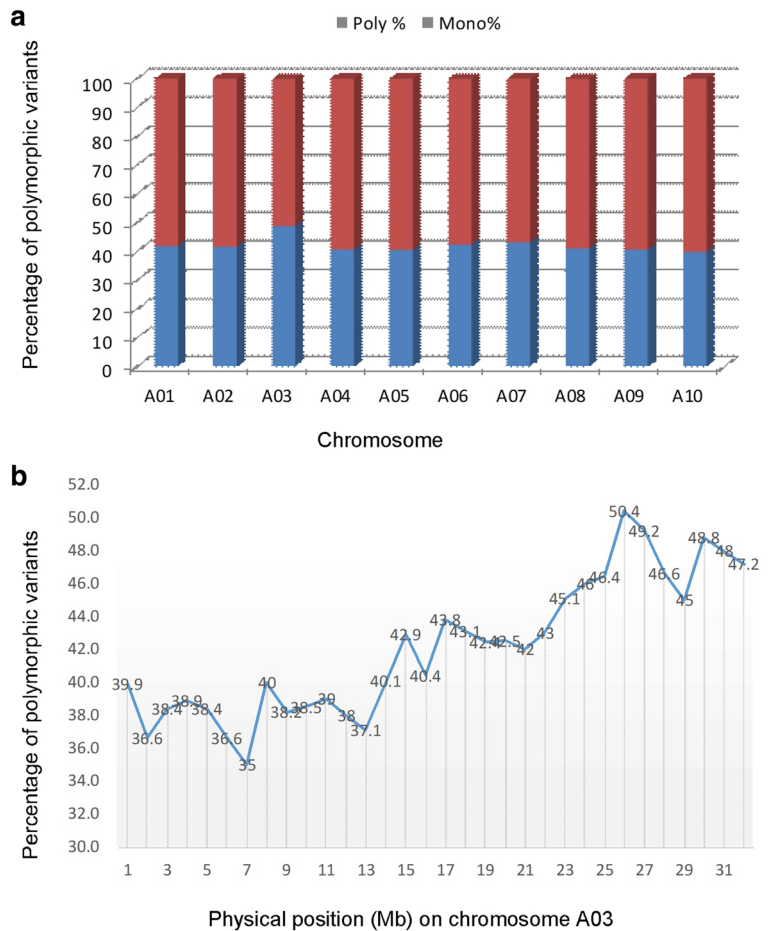 a
Poly % Mono%
Percentage of polymorphic variants
100
90
80
70
60
50
40
30
20
10
0
A01 A02 A03 A04 A05 A06 A07 A08 A09 A10
Chromosome
b
Percentage of polymorphic variants
52.0
50.0
48.0
46.0
44.0
42.0
40.0
38.0
36.0
34.0
32.0
30.0
39.9 36.6 38.4 38.9 38.4 36.6 35 40 38.2 38.5 39 38 37.1 40.1 42.9 40.4 43.8 43.1 42.4 42.5 42 43 45.1 46 46.4 50.4 49.2 46.6 45 48.8 48 47.2
1 3 5 7 9 11 13 15 17 19 21 23 25 27 29 31
Physical position (Mb) on chromosome A03